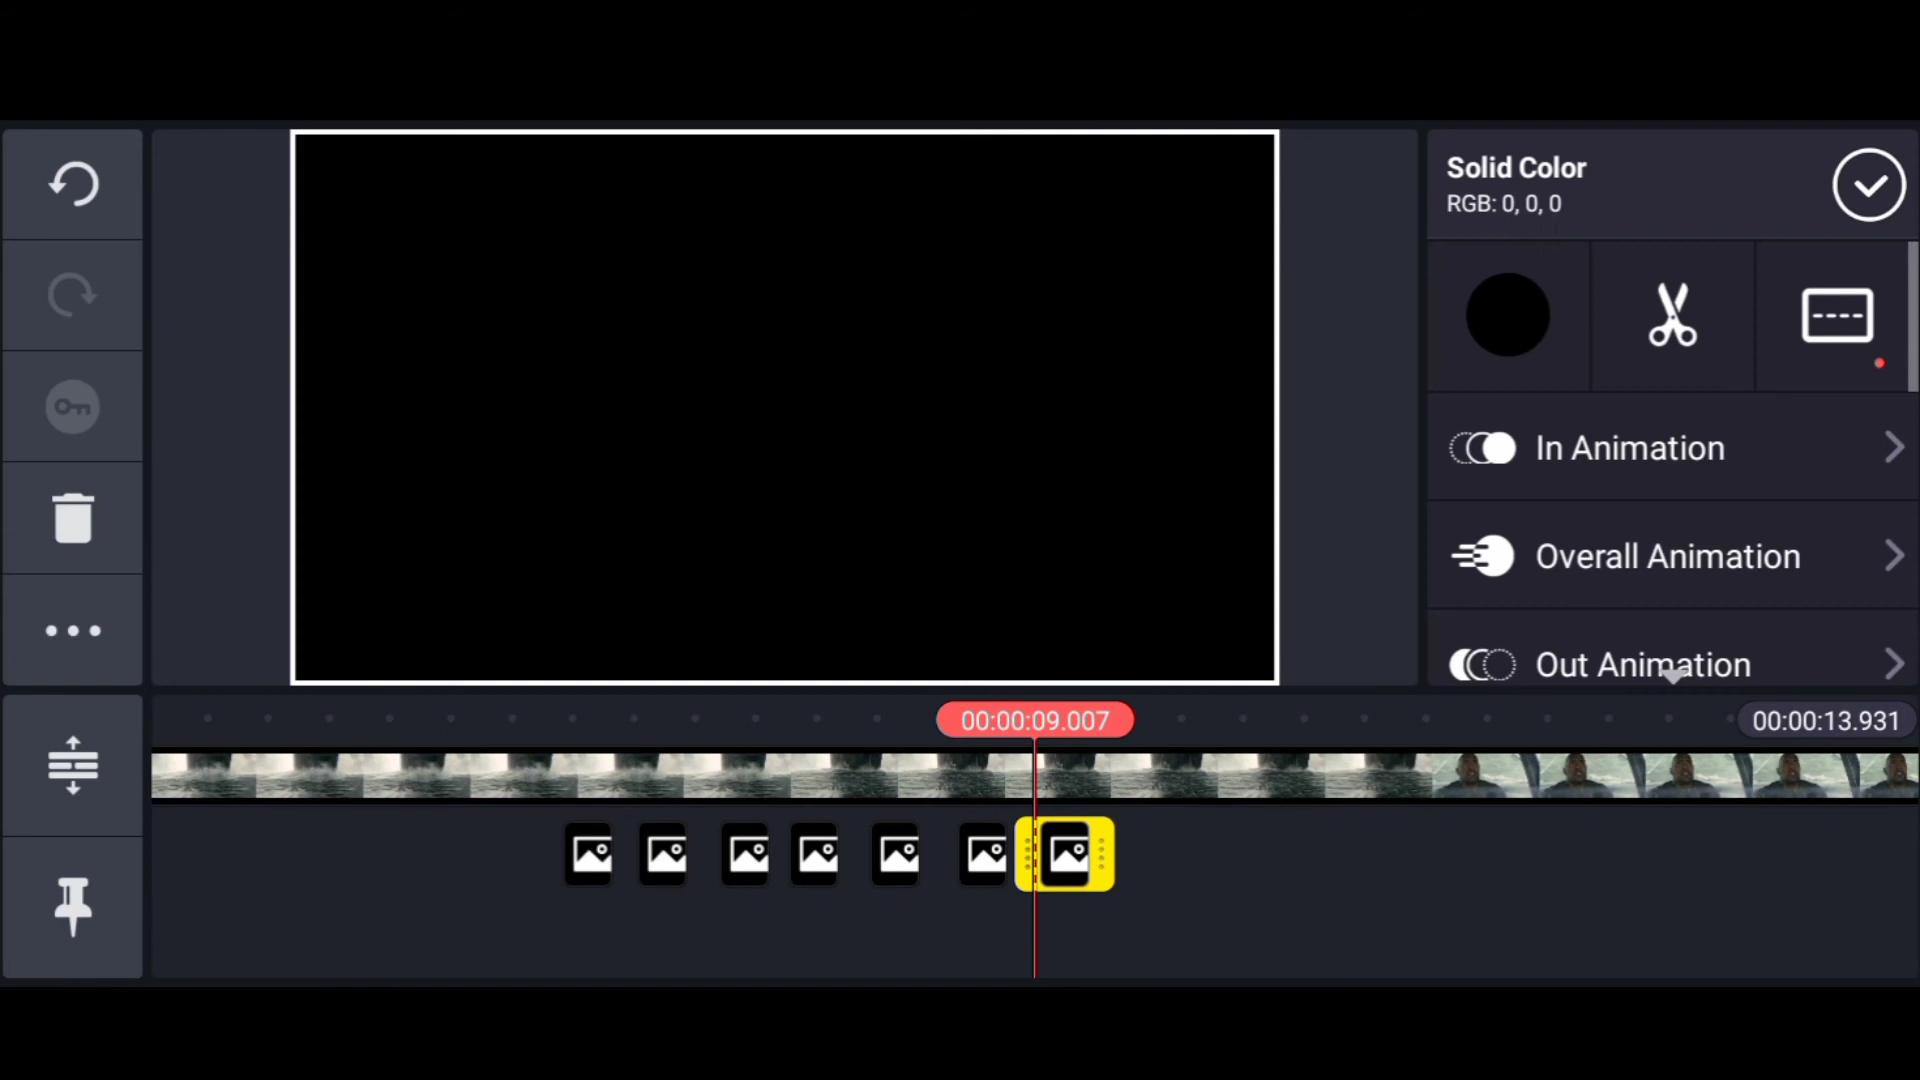 Solid Color
RGB: 0, 0, 0
In Animation
Overall Animation
Out Animation
00:00:09.007
00:00:13.931